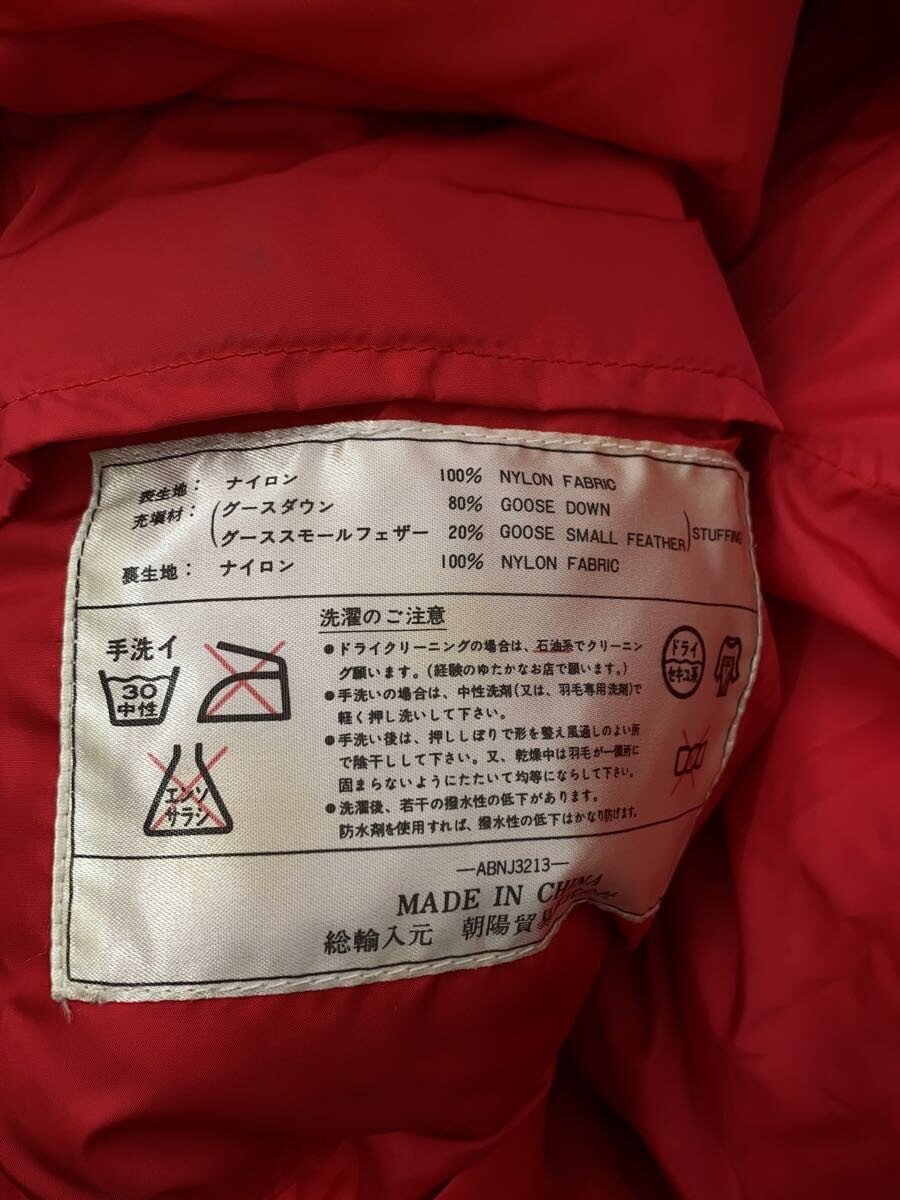 表生地： ナイロン 100% NYLON FABRIC
充塡材： グースダウン 80% GOOSE DOWN
グーススモールフェザー 20% GOOSE SMALL FEATHER STUFFING
裏生地： ナイロン 100% NYLON FABRIC
洗濯のご注意
手洗イ
30
中性
エンソ
サラシ
●ドライクリーニングの場合は、石油系でクリーニン
グ願います。(経験のゆたかなお店で願います。)
●手洗いの場合は、中性洗剤(又は、羽毛専用洗剤)で
軽く押し洗いして下さい。
●手洗い後は、押ししぼりで形を整え風通しのよい所
で陰干しして下さい。又、乾燥中は羽毛が一個所に
固まらないようにたたいて均等にならして下さい。
●洗濯後、若干の撥水性の低下があります。
防水剤を使用すれば、撥水性の低下はかなり防げます。
ドライ
セキユ系
—ABNJ3213—
MADE IN CHINA
総輸入元 朝陽貿易